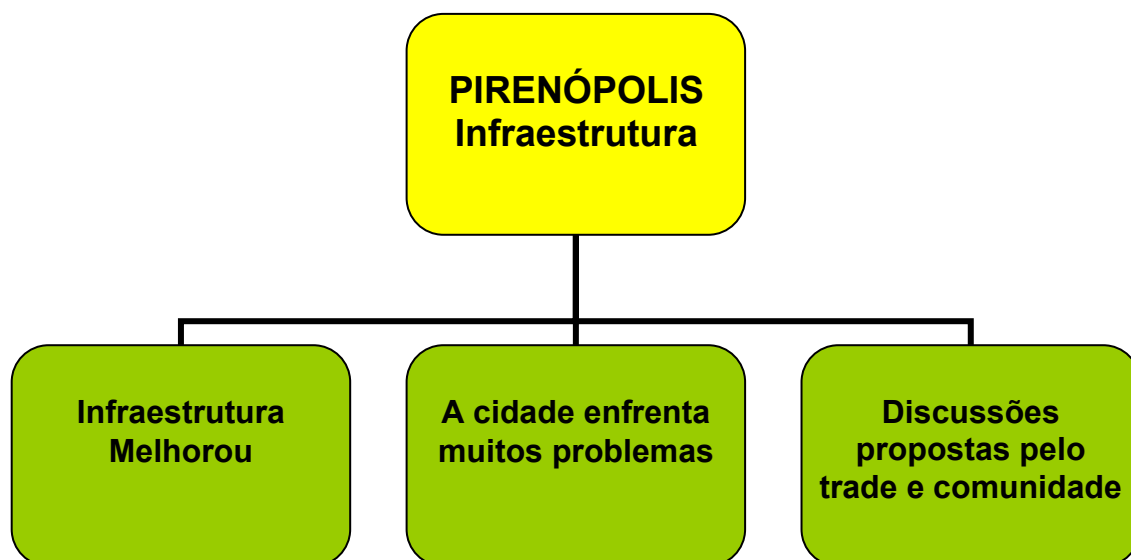 PIRENÓPOLIS
Infraestrutura
Infraestrutura
Melhorou
A cidade enfrenta
muitos problemas
Discussões
propostas pelo
trade e comunidade